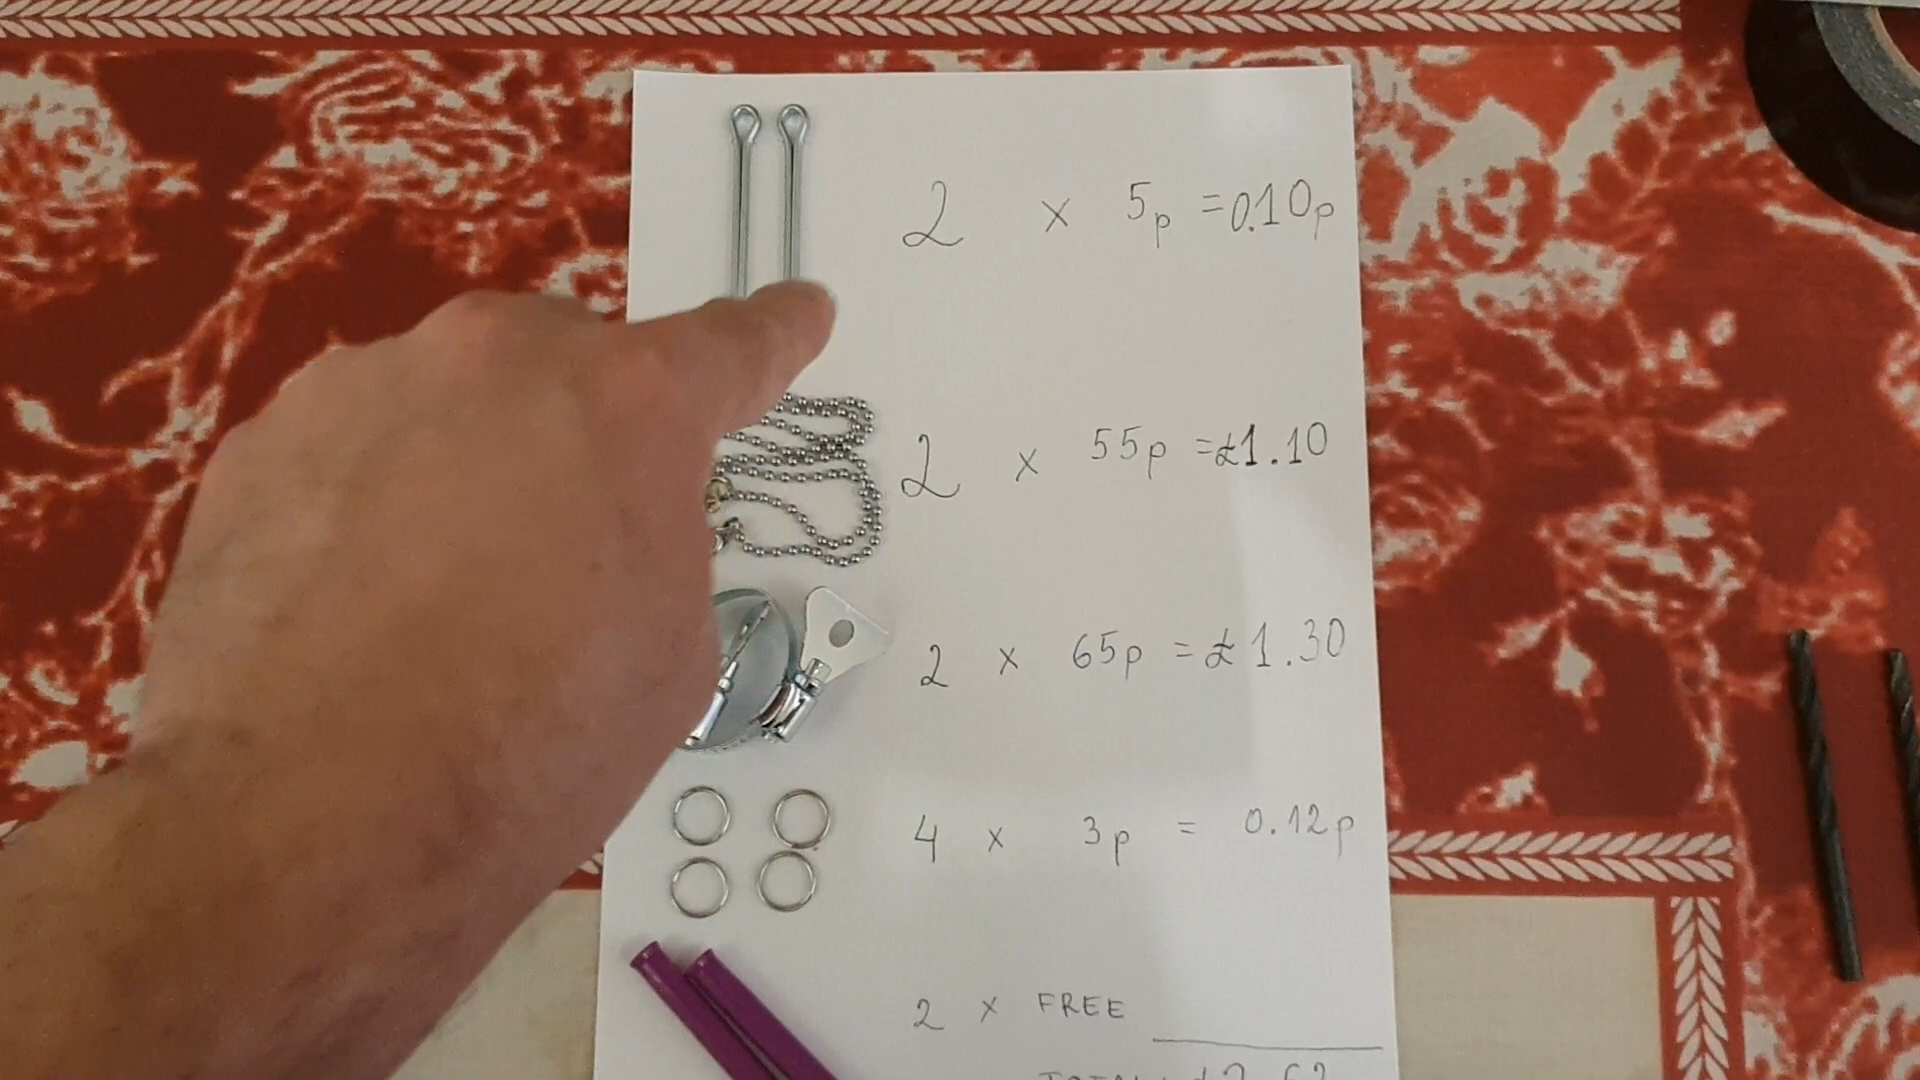 2 x 5p =0.10p
2 x 55p =£1.10
2 x 65p = £1.30
4 x 3p = 0.12p
2 x FREE